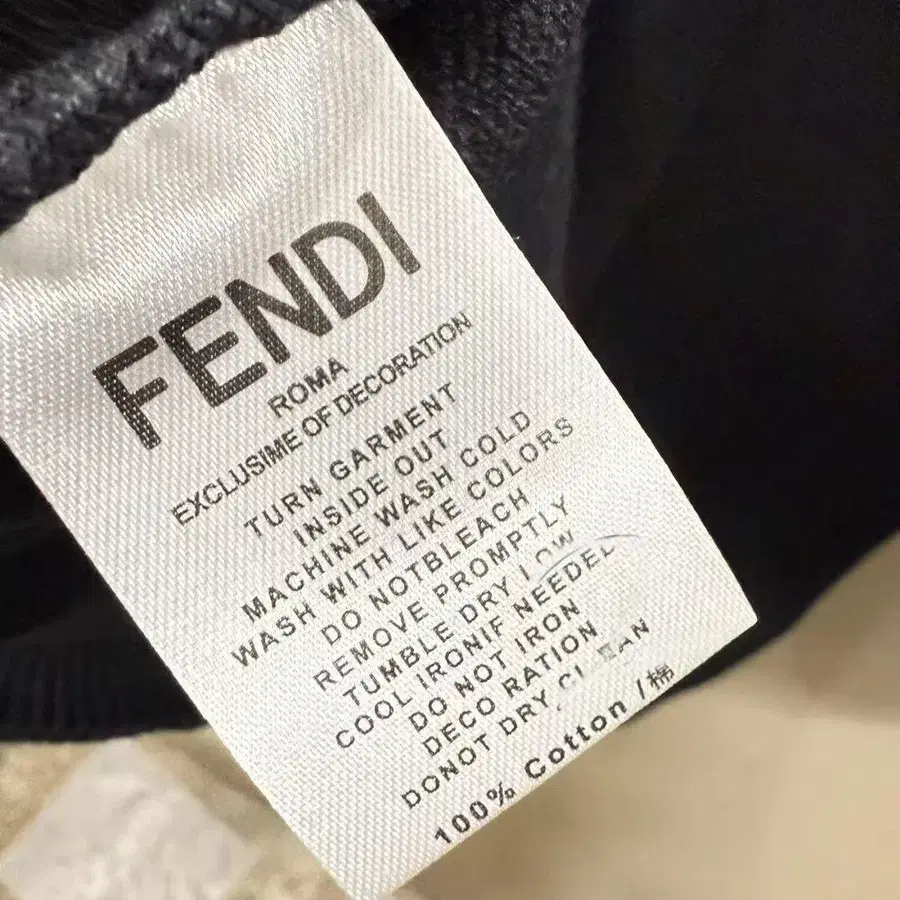 FENDI
ROMA
EXCLUSIME OF DECORATION
TURN GARMENT
INSIDE OUT
MACHINE WASH COLD
WASH WITH LIKE COLORS
DO NOTBLEACH
REMOVE PROMPTLY
TUMBLE DRY LOW
COOL IRONIF NEEDED
DO NOT IRON
DECO RATION
DONOT DRY CLEAN
100% Cotton /棉